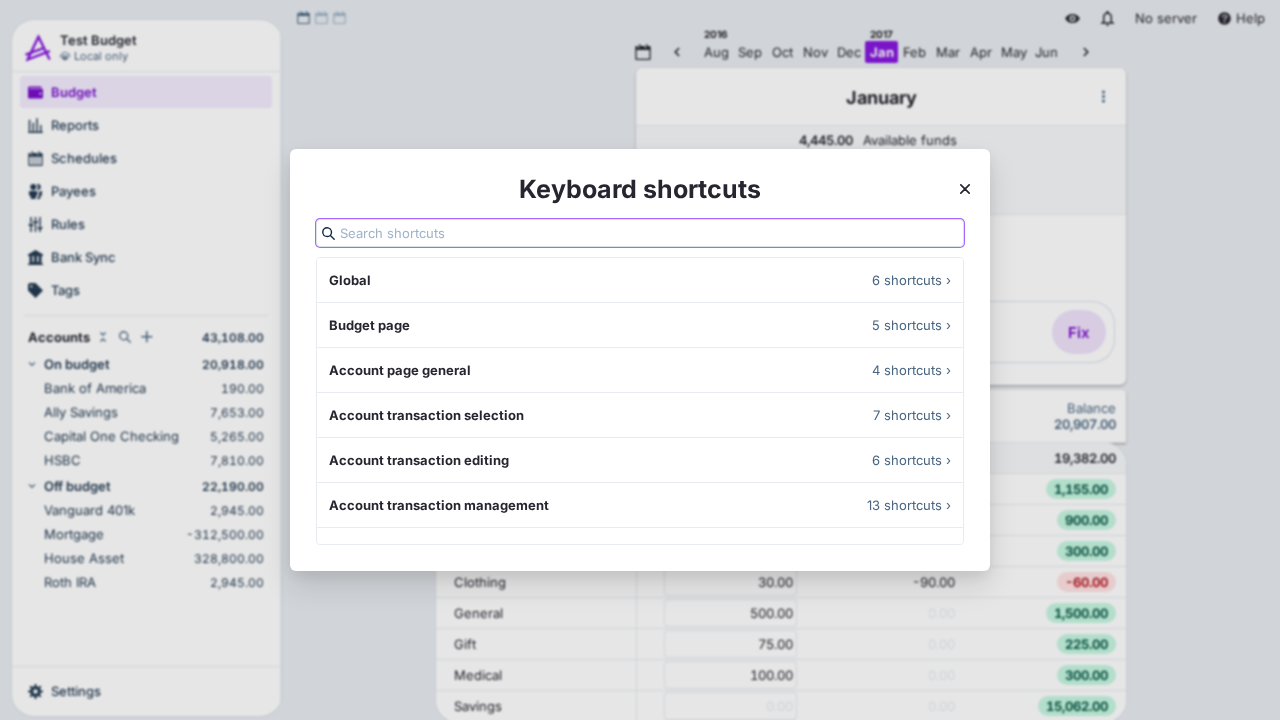 Test Budget
Local only
Budget
Reports
Schedules
Payees
Rules
Bank Sync
Tags
Accounts 43,108.00
On budget 20,918.00
Bank of America 190.00
Ally Savings 7,653.00
Capital One Checking 5,265.00
HSBC 7,810.00
Off budget 22,190.00
Vanguard 401k 2,945.00
Mortgage -312,500.00
House Asset 328,800.00
Roth IRA 2,945.00
Settings
No server
Help
2016 2017
Aug Sep Oct Nov Dec Jan Feb Mar Apr May Jun
January
4,445.00 Available funds
Keyboard shortcuts
Search shortcuts
Global 6 shortcuts ›
Budget page 5 shortcuts ›
Account page general 4 shortcuts ›
Account transaction selection 7 shortcuts ›
Account transaction editing 6 shortcuts ›
Account transaction management 13 shortcuts ›
Fix
Balance
20,907.00
19,382.00
1,155.00
900.00
300.00
Clothing 30.00 -90.00 -60.00
General 500.00 0.00 1,500.00
Gift 75.00 0.00 225.00
Medical 100.00 0.00 300.00
Savings 0.00 0.00 15,062.00